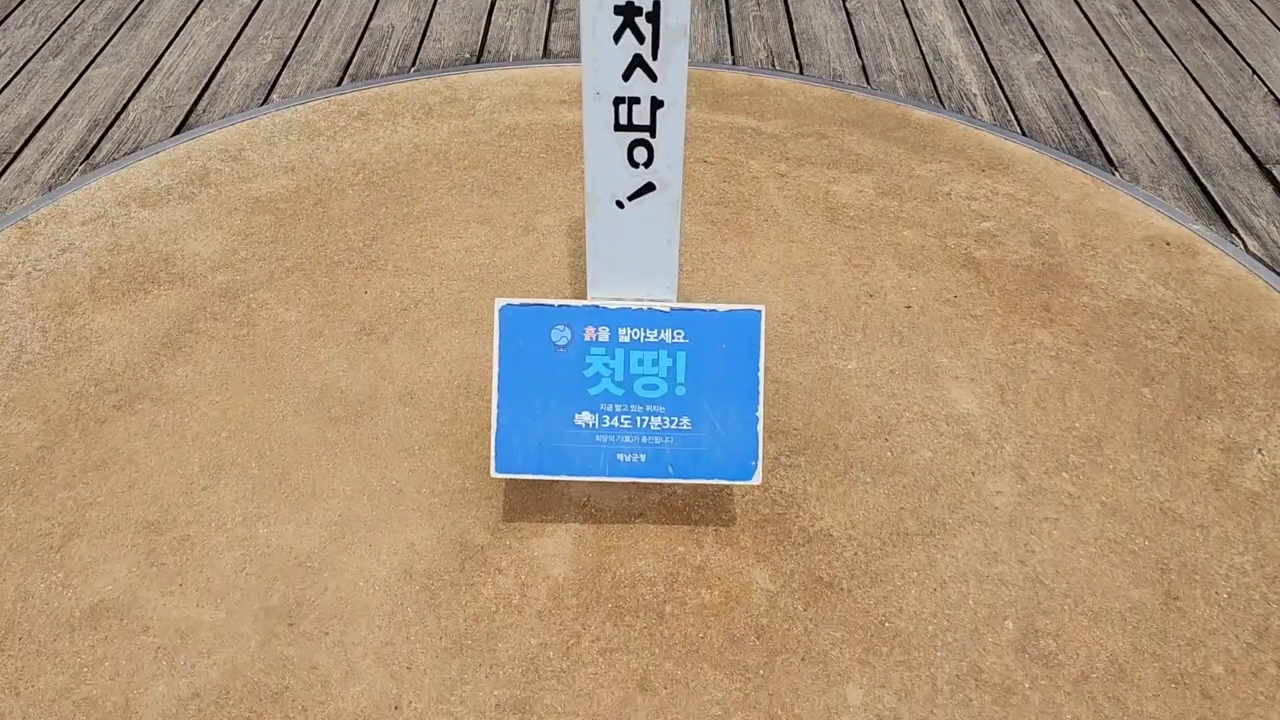 첫땅!
흙을 밟아보세요.
첫땅!
지금 밟고 있는 위치는
북위 34도 17분32초
희망의 기(氣)가 충전됩니다
해남군청